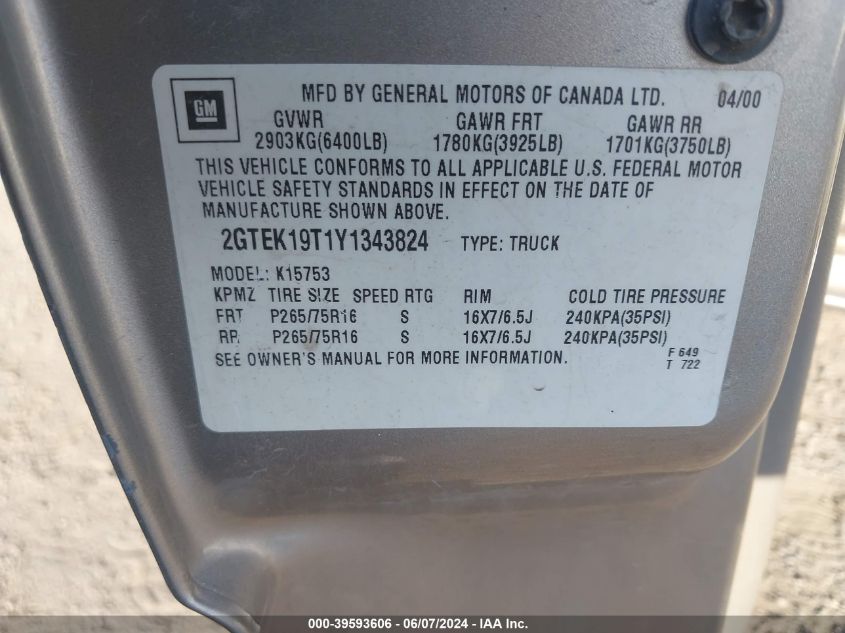 GM
MFD BY GENERAL MOTORS OF CANADA LTD. 04/00
GVWR GAWR FRT GAWR RR
2903KG(6400LB) 1780KG(3925LB) 1701KG(3750LB)
THIS VEHICLE CONFORMS TO ALL APPLICABLE U.S. FEDERAL MOTOR
VEHICLE SAFETY STANDARDS IN EFFECT ON THE DATE OF
MANUFACTURE SHOWN ABOVE.
2GTEK19T1Y1343824 TYPE: TRUCK
MODEL: K15753
KPMZ TIRE SIZE SPEED RTG RIM COLD TIRE PRESSURE
FRT P265/75R16 S 16X7/6.5J 240KPA(35PSI)
RR P265/75R16 S 16X7/6.5J 240KPA(35PSI)
SEE OWNER'S MANUAL FOR MORE INFORMATION.
F 649
T 722
000-39593606 - 06/07/2024 - IAA Inc.